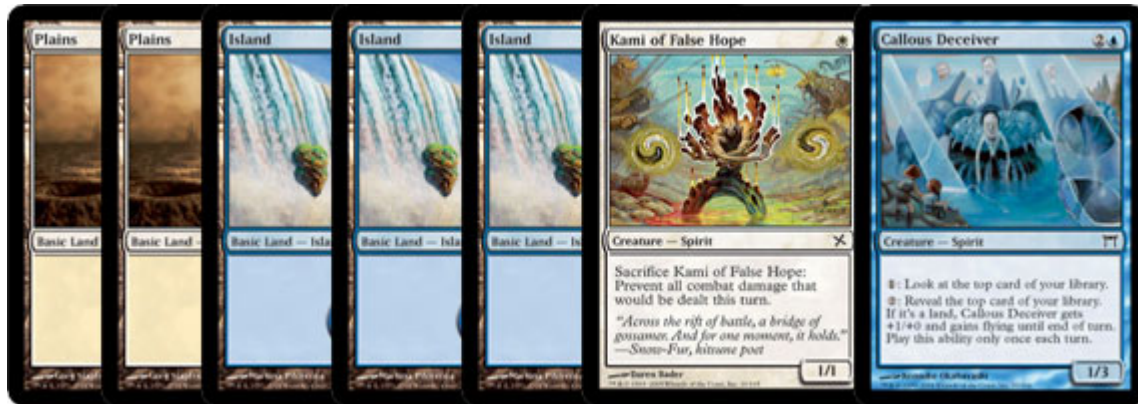 Plains
Plains
Island
Island
Island
Kami of False Hope
Callous Deceiver
2
Basic Land
Basic Land
Basic Land — Isla
Basic Land — Isla
Basic Land — Is
Creature — Spirit
Sacrifice Kami of False Hope:
Prevent all combat damage that
would be dealt this turn.
"Across the rift of battle, a bridge of
gossamer. And for one moment, it holds."
—Snow-Fur, kitsune poet
1/1
Creature — Spirit
1: Look at the top card of your library.
2: Reveal the top card of your library.
If it's a land, Callous Deceiver gets
+1/+0 and gains flying until end of turn.
Play this ability only once each turn.
1/3